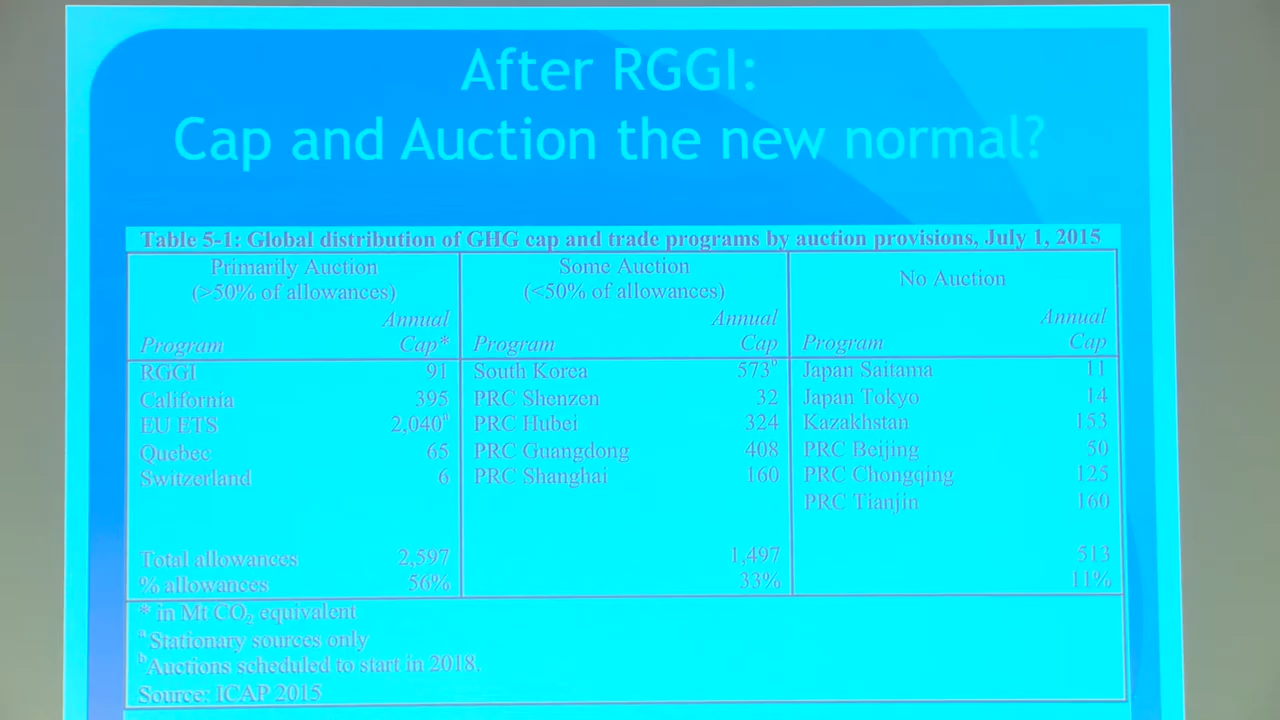 After RGGI:
Cap and Auction the new normal?
Table 5-1: Global distribution of GHG cap and trade programs by auction provisions, July 1, 2015
Primarily Auction (>50% of allowances) Some Auction (<50% of allowances) No Auction
Program Annual Cap* Program Annual Cap Program Annual Cap
RGGI 91 South Korea 573ᵇ Japan Saitama 11
California 395 PRC Shenzen 32 Japan Tokyo 14
EU ETS 2,040ᵃ PRC Hubei 324 Kazakhstan 153
Quebec 65 PRC Guangdong 408 PRC Beijing 50
Switzerland 6 PRC Shanghai 160 PRC Chongqing 125
PRC Tianjin 160
Total allowances 2,597 1,497 513
% allowances 56% 33% 11%
* in Mt CO₂ equivalent
ᵃ Stationary sources only
ᵇAuctions scheduled to start in 2018.
Source: ICAP 2015